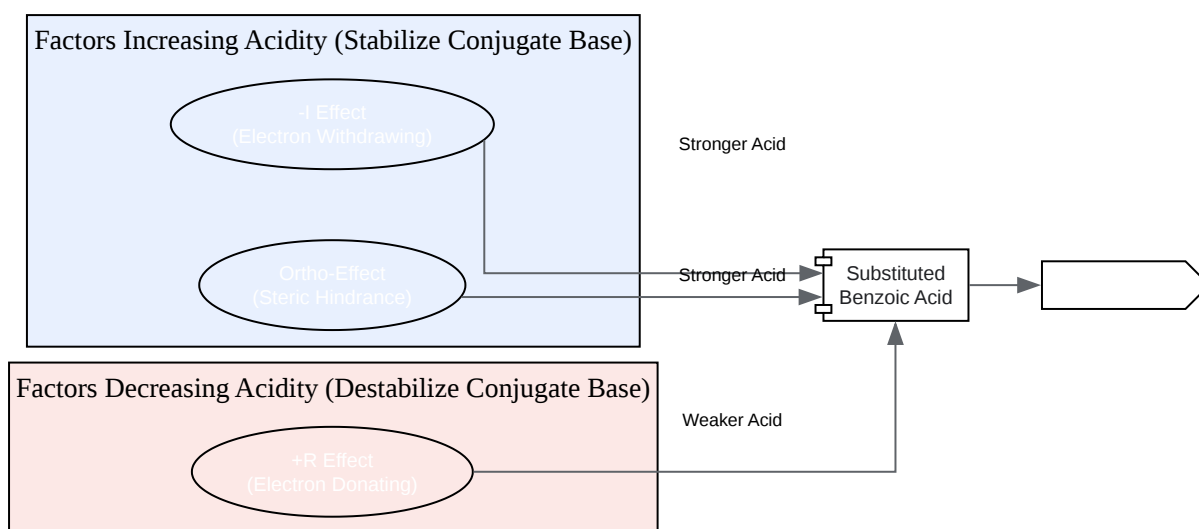 Factors Increasing Acidity (Stabilize Conjugate Base)
-I Effect
(Electron Withdrawing)
Stronger Acid
Ortho-Effect
(Steric Hindrance)
Stronger Acid
Substituted
Benzoic Acid
Factors Decreasing Acidity (Destabilize Conjugate Base)
Weaker Acid
+R Effect
(Electron Donating)